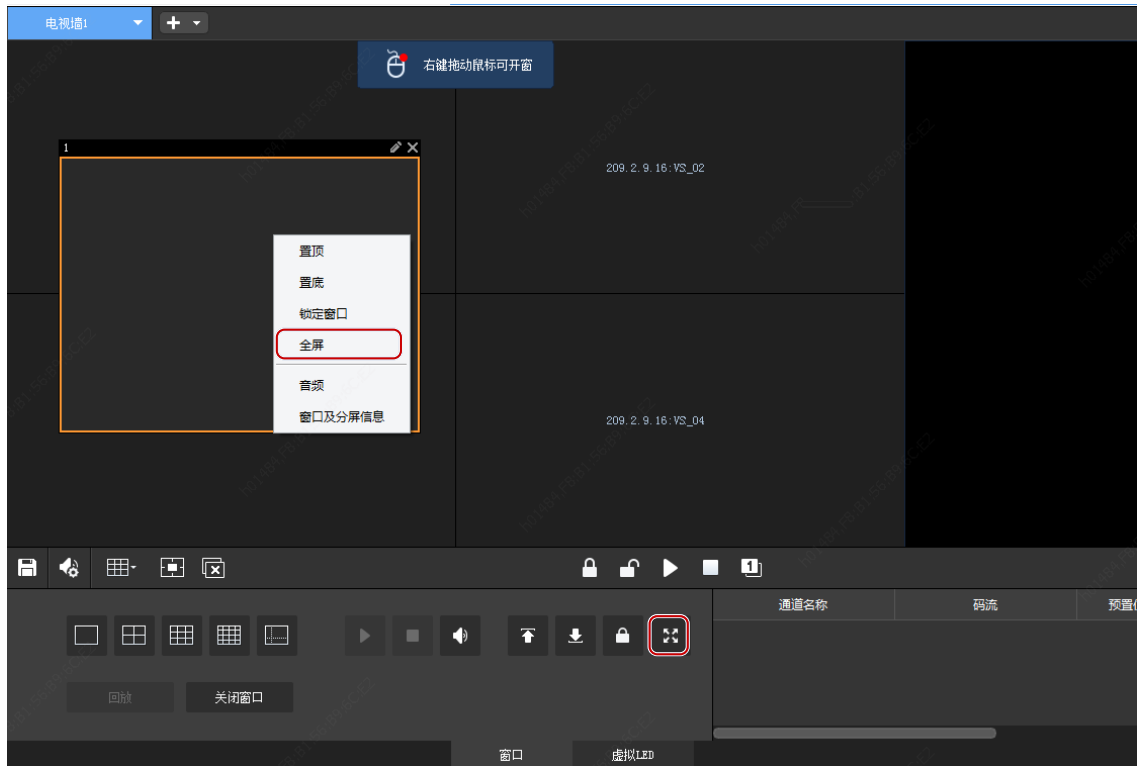 电视墙1
右键拖动鼠标可开窗
1
209.2.9.16:VS_02
置顶
置底
锁定窗口
全屏
音频
窗口及分屏信息
209.2.9.16:VS_04
1
通道名称 码流
回放 关闭窗口
窗口 虚拟LED